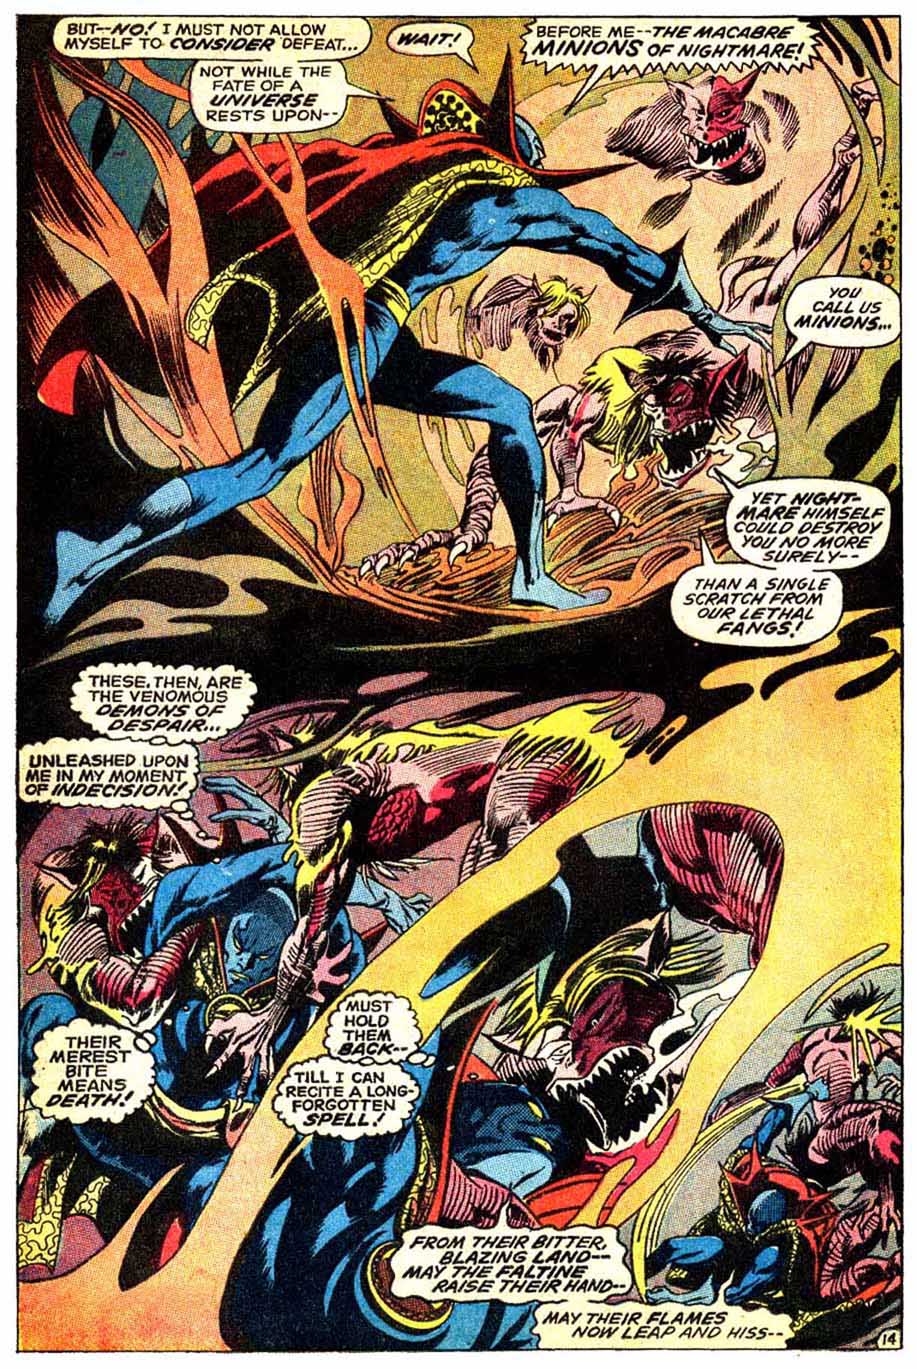 BUT--NO! I MUST NOT ALLOW
MYSELF TO CONSIDER DEFEAT...
NOT WHILE THE
FATE OF A
UNIVERSE
RESTS UPON--
WAIT!
BEFORE ME--THE MACABRE
MINIONS OF NIGHTMARE!
YOU
CALL US
MINIONS...
YET NIGHT-
MARE HIMSELF
COULD DESTROY
YOU NO MORE
SURELY--
THAN A SINGLE
SCRATCH FROM
OUR LETHAL
FANGS!
THESE, THEN, ARE
THE VENOMOUS
DEMONS OF
DESPAIR...
UNLEASHED UPON
ME IN MY MOMENT
OF INDECISION!
THEIR
MEREST
BITE
MEANS
DEATH!
MUST
HOLD
THEM
BACK--
TILL I CAN
RECITE A LONG-
FORGOTTEN
SPELL!
FROM THEIR BITTER,
BLAZING LAND--
MAY THE FALTINE
RAISE THEIR HAND--
MAY THEIR FLAMES
NOW LEAP AND HISS--
14